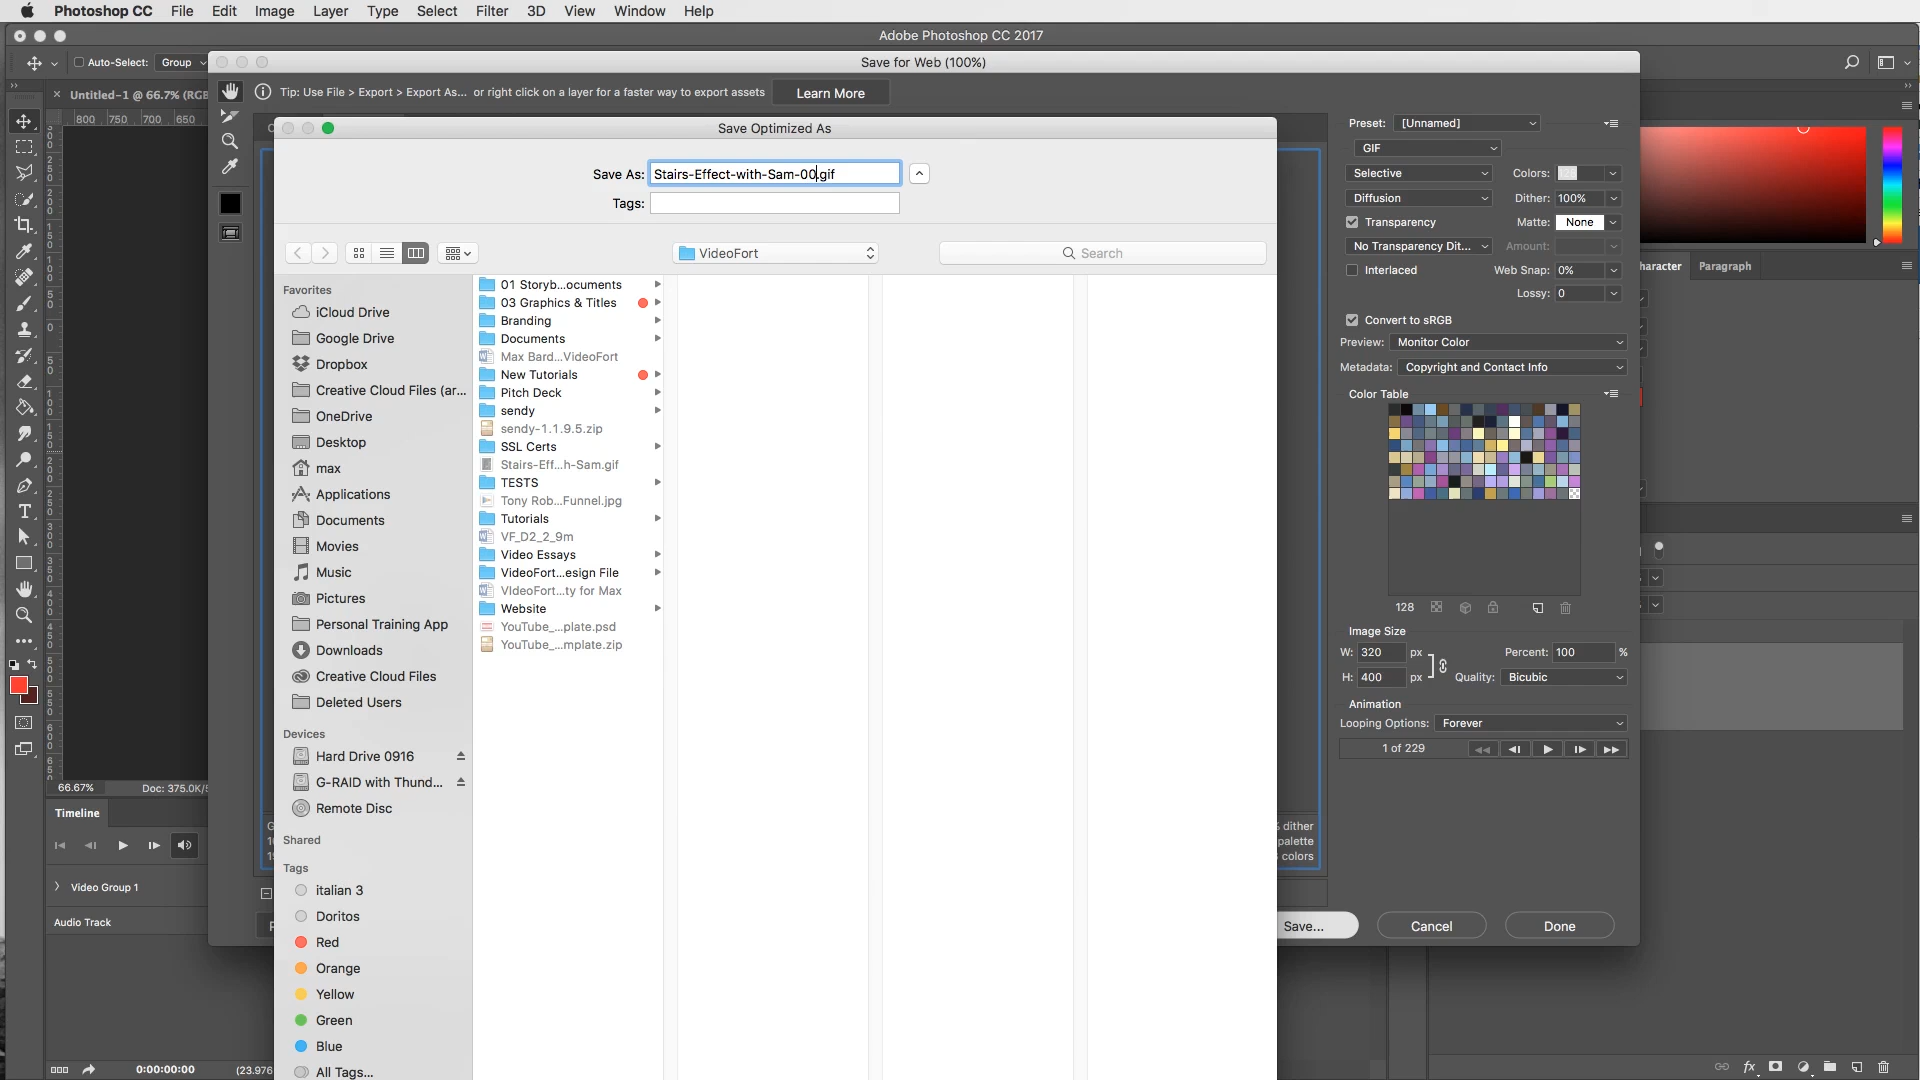 Photoshop CC File Edit Image Layer Type Select Filter 3D View Window Help
Adobe Photoshop CC 2017
Auto-Select: Group
Save for Web (100%)
Untitled-1 @ 66.7% (RGB
Tip: Use File > Export > Export As... or right click on a layer for a faster way to export assets
Learn More
800 750 700 650
Save Optimized As
Save As: Stairs-Effect-with-Sam-00.gif
Tags:
VideoFort
Search
Favorites
iCloud Drive
Google Drive
Dropbox
Creative Cloud Files (ar...
OneDrive
Desktop
max
Applications
Documents
Movies
Music
Pictures
Personal Training App
Downloads
Creative Cloud Files
Deleted Users
Devices
Hard Drive 0916
G-RAID with Thund...
Remote Disc
Shared
Tags
italian 3
Doritos
Red
Orange
Yellow
Green
Blue
All Tags...
01 Storyb...ocuments
03 Graphics & Titles
Branding
Documents
Max Bard...VideoFort
New Tutorials
Pitch Deck
sendy
sendy-1.1.9.5.zip
SSL Certs
Stairs-Eff...h-Sam.gif
TESTS
Tony Rob...Funnel.jpg
Tutorials
VF_D2_2_9m
Video Essays
VideoFort...esign File
VIdeoFort...ty for Max
Website
YouTube_...plate.psd
YouTube_...mplate.zip
Preset: [Unnamed]
GIF
Selective Colors:
Diffusion Dither: 100%
Transparency Matte: None
No Transparency Dit... Amount:
Interlaced Web Snap: 0%
Lossy: 0
Convert to sRGB
Preview: Monitor Color
Metadata: Copyright and Contact Info
Color Table
128
Image Size
W: 320 px Percent: 100 %
H: 400 px Quality: Bicubic
Animation
Looping Options: Forever
1 of 229
dither
palette
colors
Save... Cancel Done
haracter Paragraph
66.67% Doc: 375.0K/5
Timeline
Video Group 1
Audio Track
0:00:00:00 (23.976
fx